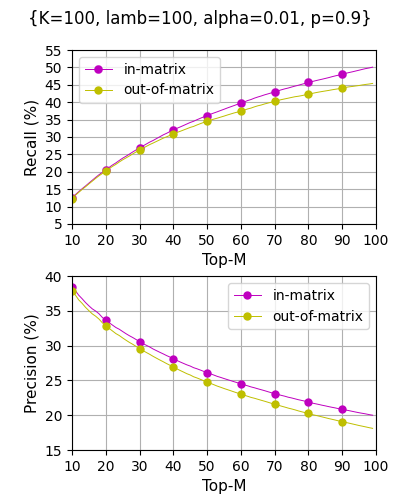 {K=100, lamb=100, alpha=0.01, p=0.9}
55
50
45
40
35
30
25
20
15
10
5
Recall (%)
in-matrix
out-of-matrix
10 20 30 40 50 60 70 80 90 100
Top-M
40
35
30
25
20
15
Precision (%)
in-matrix
out-of-matrix
10 20 30 40 50 60 70 80 90 100
Top-M